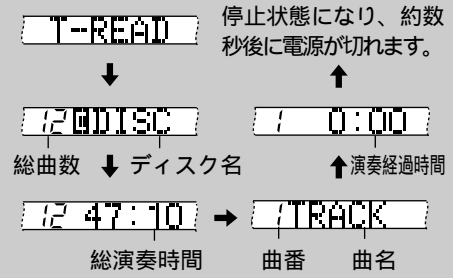 T-READ
12 DISC
総曲数
ディスク名
12 47:10
総演奏時間
1TRACK
曲番
曲名
演奏経過時間
1 0:00
停止状態になり、約数
秒後に電源が切れます。